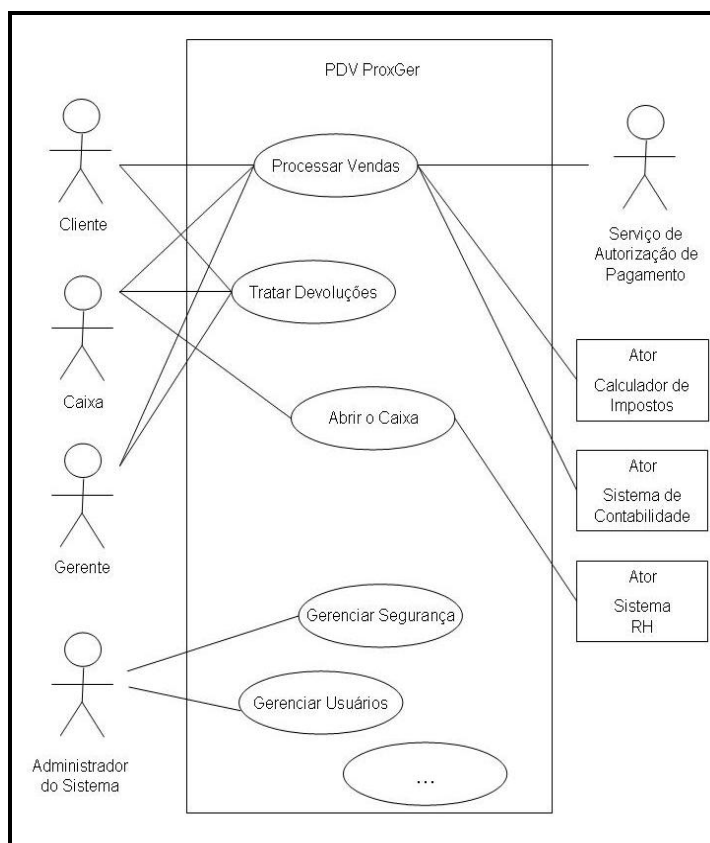 PDV ProxGer
Cliente
Caixa
Gerente
Administrador
do Sistema
Processar Vendas
Tratar Devoluções
Abrir o Caixa
Gerenciar Segurança
Gerenciar Usuários
...
Serviço de
Autorização de
Pagamento
Ator
Calculador de
Impostos
Ator
Sistema de
Contabilidade
Ator
Sistema
RH